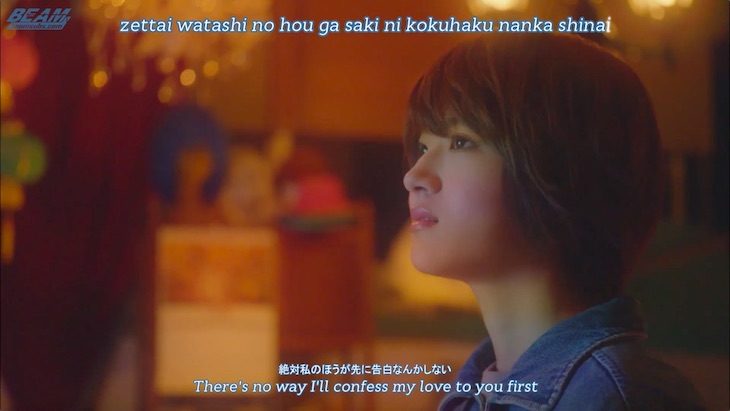 zettai watashi no hou ga saki ni kokuhaku nanka shinai
BEAM
絶対私のほうが先に告白なんかしない
There's no way I'll confess my love to you first